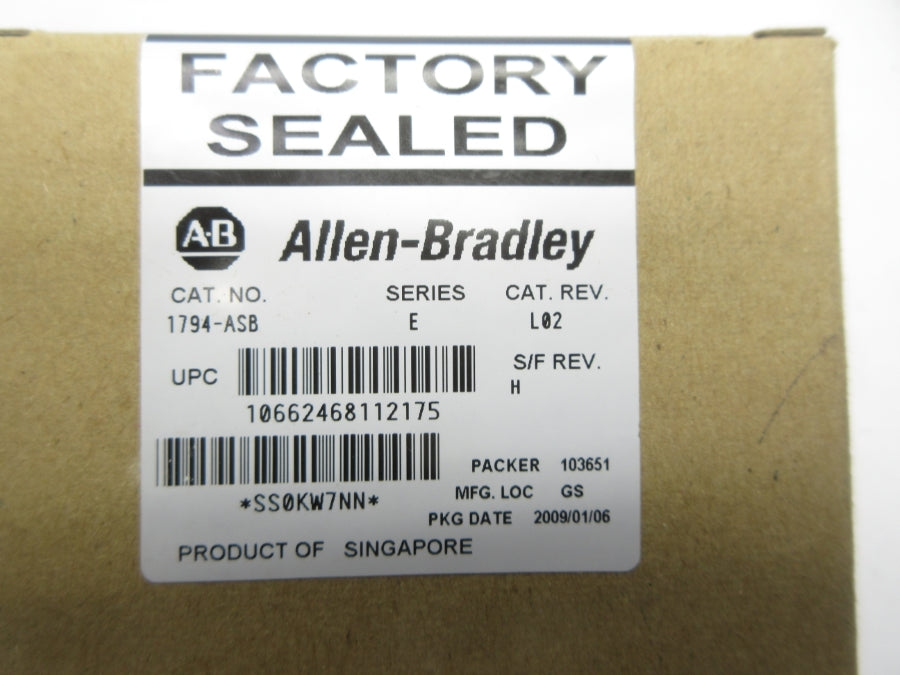 FACTORY
SEALED
A·B Allen-Bradley
CAT. NO. SERIES CAT. REV.
1794-ASB E L02
UPC S/F REV.
H
10662468112175
PACKER 103651
MFG. LOC GS
*SS0KW7NN*
PKG DATE 2009/01/06
PRODUCT OF SINGAPORE